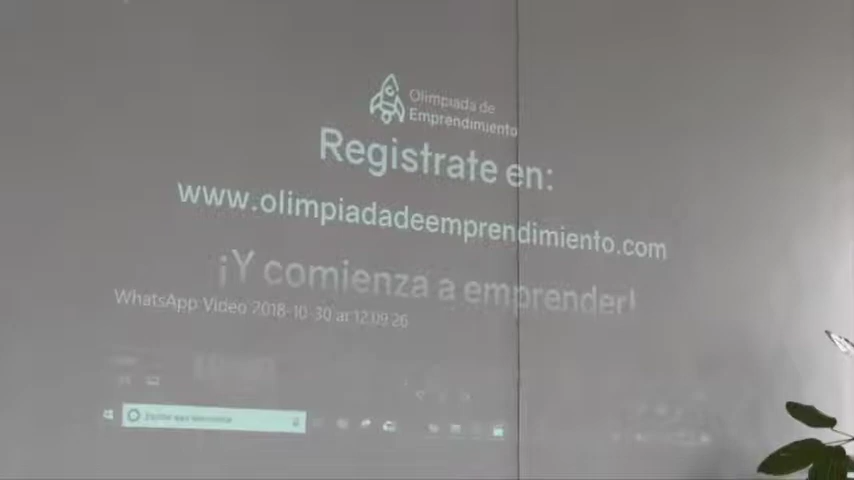 Olimpiada de
Emprendimiento
Registrate en:
www.olimpiadadeemprendimiento.com
¡Y comienza a emprender!
WhatsApp Video 2018-10-30 at 12.09.26